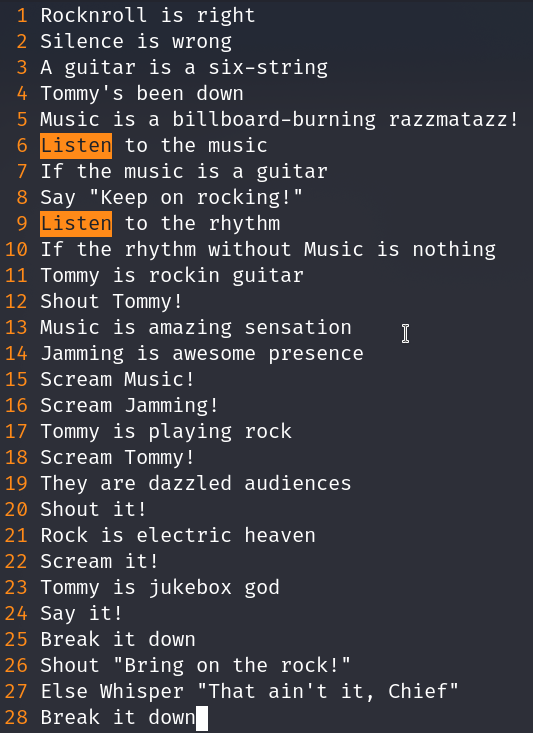 1 Rocknroll is right
2 Silence is wrong
3 A guitar is a six-string
4 Tommy's been down
5 Music is a billboard-burning razzmatazz!
6 Listen to the music
7 If the music is a guitar
8 Say "Keep on rocking!"
9 Listen to the rhythm
10 If the rhythm without Music is nothing
11 Tommy is rockin guitar
12 Shout Tommy!
13 Music is amazing sensation
14 Jamming is awesome presence
15 Scream Music!
16 Scream Jamming!
17 Tommy is playing rock
18 Scream Tommy!
19 They are dazzled audiences
20 Shout it!
21 Rock is electric heaven
22 Scream it!
23 Tommy is jukebox god
24 Say it!
25 Break it down
26 Shout "Bring on the rock!"
27 Else Whisper "That ain't it, Chief"
28 Break it down